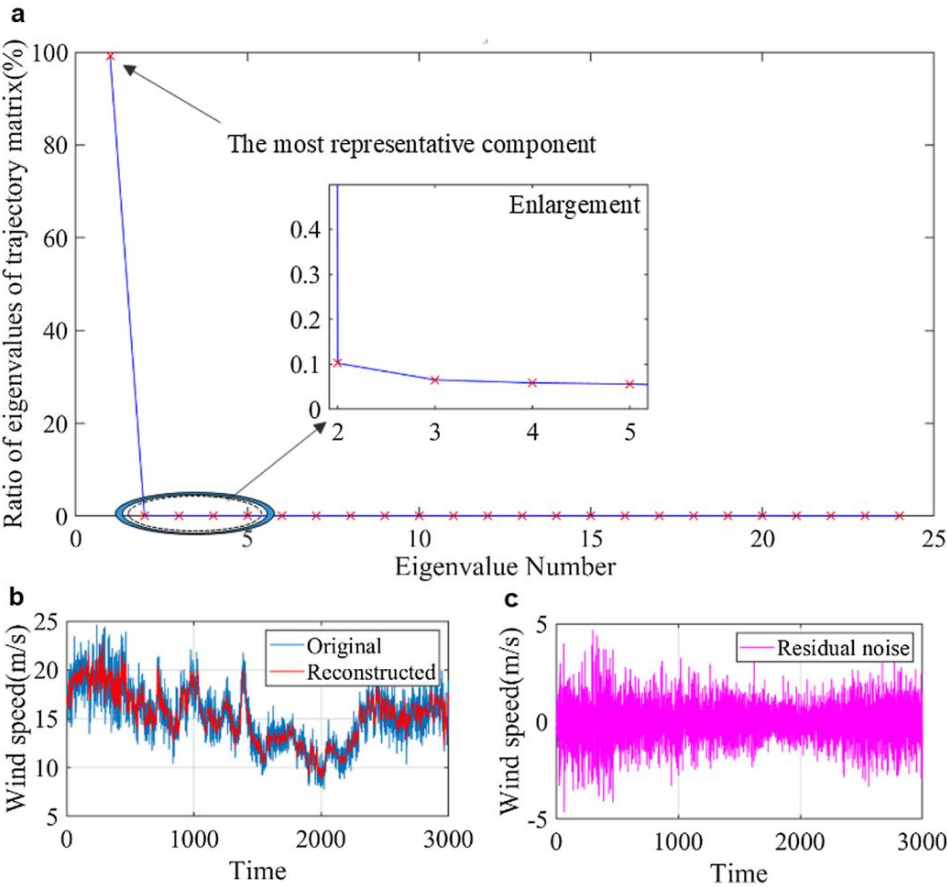 a
Ratio of eigenvalues of trajectory matrix(%)
100
80
60
40
20
0
The most representative component
Enlargement
0.4
0.3
0.2
0.1
0
2 3 4 5
0 5 10 15 20 25
Eigenvalue Number
b
Wind speed(m/s)
25
20
15
10
5
Original
Reconstructed
0 1000 2000 3000
Time
c
Wind speed(m/s)
5
0
-5
Residual noise
0 1000 2000 3000
Time